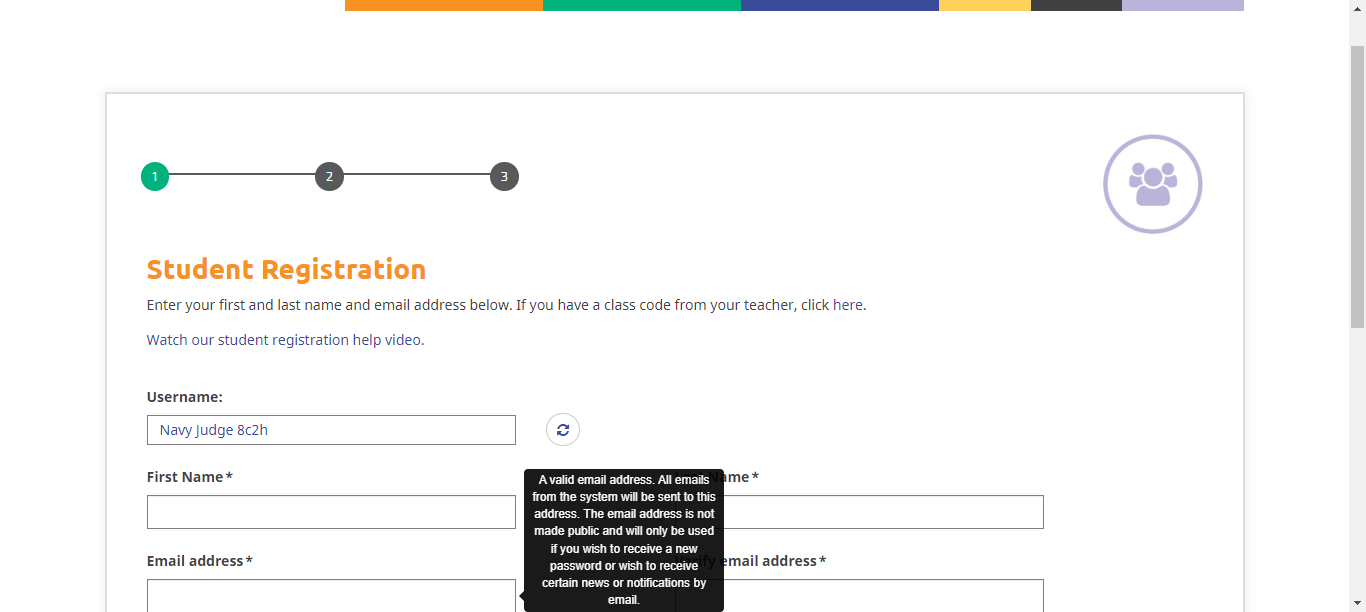 1 2 3
Student Registration
Enter your first and last name and email address below. If you have a class code from your teacher, click here.
Watch our student registration help video.
Username:
Navy Judge 8c2h
First Name*
Name*
Email address*
email address*
A valid email address. All emails
from the system will be sent to this
address. The email address is not
made public and will only be used
if you wish to receive a new
password or wish to receive
certain news or notifications by
email.